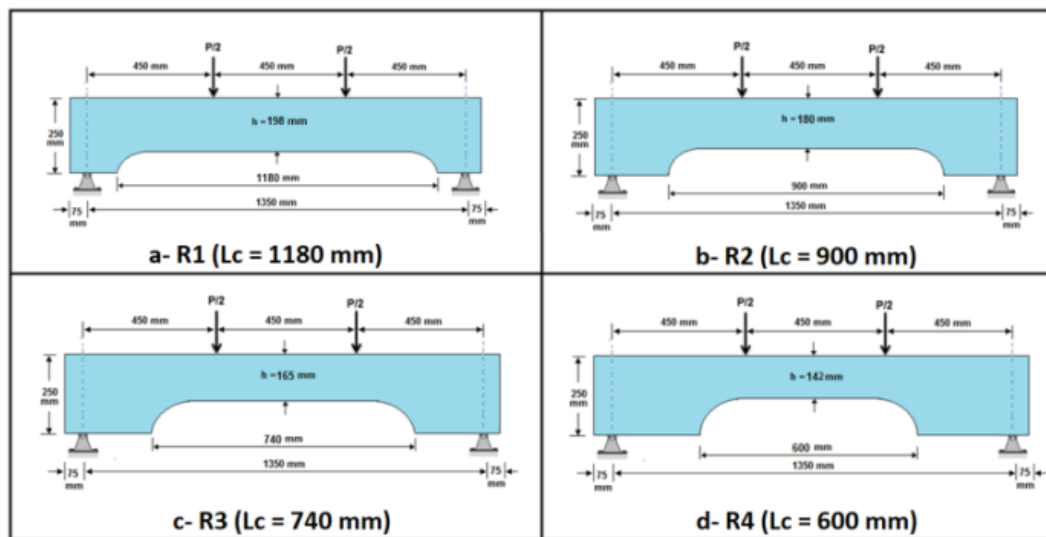 P/2 P/2
450 mm 450 mm 450 mm
h =198 mm
250
mm
1180 mm
1350 mm
75
mm
75
mm
a- R1 (Lc = 1180 mm)
P/2 P/2
450 mm 450 mm 450 mm
h =180 mm
250
mm
900 mm
1350 mm
75
mm
75
mm
b- R2 (Lc = 900 mm)
P/2 P/2
450 mm 450 mm 450 mm
h =165 mm
250
mm
740 mm
1350 mm
75
mm
75
mm
c- R3 (Lc = 740 mm)
P/2 P/2
450 mm 450 mm 450 mm
h =142mm
250
mm
600 mm
1350 mm
75
mm
75
mm
d- R4 (Lc = 600 mm)